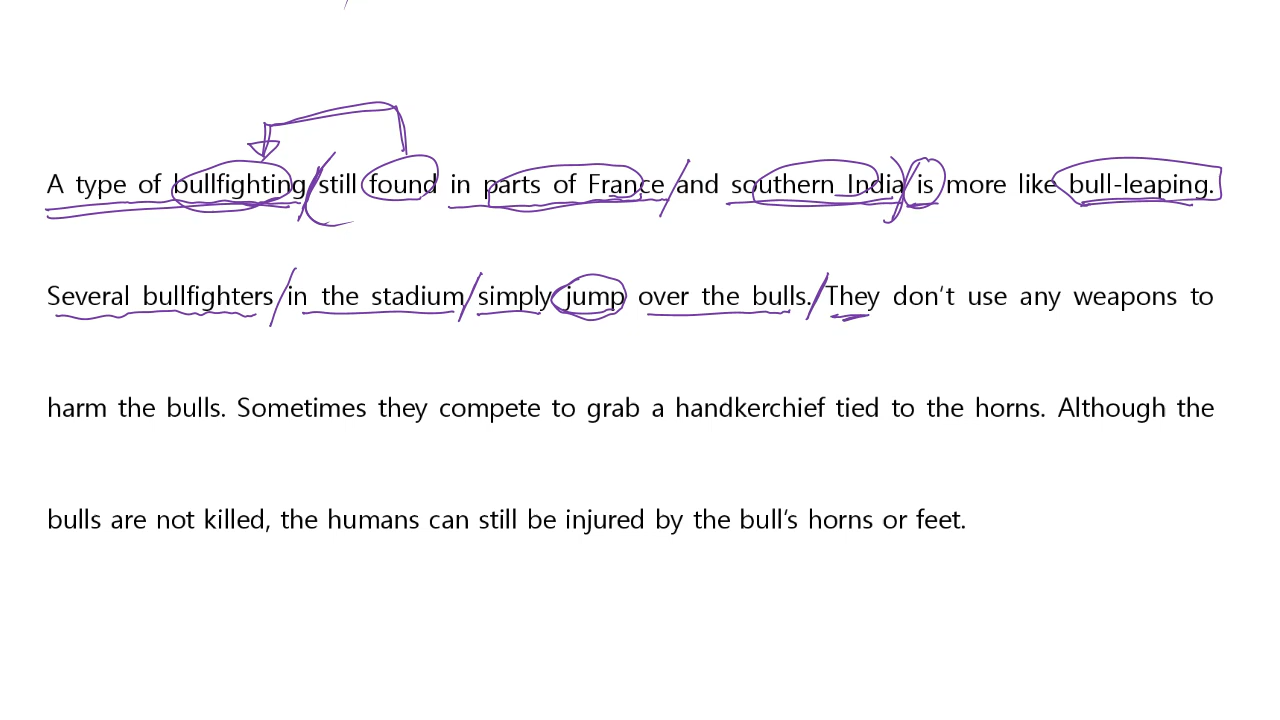 A type of bullfighting still found in parts of France and southern India is more like bull-leaping.
Several bullfighters in the stadium simply jump over the bulls. They don't use any weapons to
harm the bulls. Sometimes they compete to grab a handkerchief tied to the horns. Although the
bulls are not killed, the humans can still be injured by the bull's horns or feet.